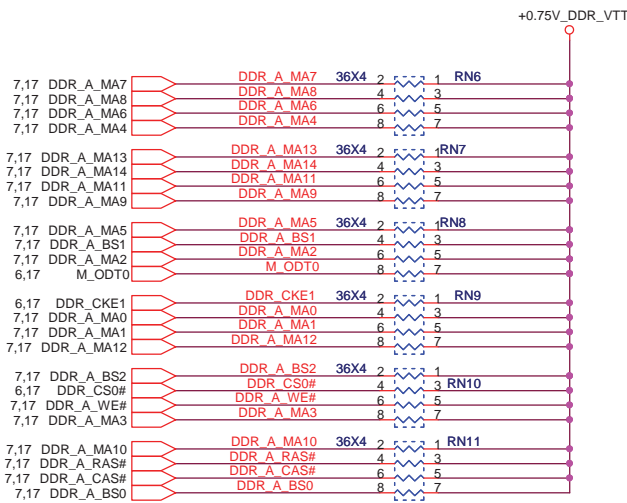 +0.75V_DDR_VTT
7,17 DDR_A_MA7 DDR_A_MA7 36X4 2 1 RN6
7,17 DDR_A_MA8 DDR_A_MA8 4 3
7,17 DDR_A_MA6 DDR_A_MA6 6 5
7,17 DDR_A_MA4 DDR_A_MA4 8 7
7,17 DDR_A_MA13 DDR_A_MA13 36X4 2 1 RN7
7,17 DDR_A_MA14 DDR_A_MA14 4 3
7,17 DDR_A_MA11 DDR_A_MA11 6 5
7,17 DDR_A_MA9 DDR_A_MA9 8 7
7,17 DDR_A_MA5 DDR_A_MA5 36X4 2 1 RN8
7,17 DDR_A_BS1 DDR_A_BS1 4 3
7,17 DDR_A_MA2 DDR_A_MA2 6 5
6,17 M_ODT0 M_ODT0 8 7
6,17 DDR_CKE1 DDR_CKE1 36X4 2 1 RN9
7,17 DDR_A_MA0 DDR_A_MA0 4 3
7,17 DDR_A_MA1 DDR_A_MA1 6 5
7,17 DDR_A_MA12 DDR_A_MA12 8 7
7,17 DDR_A_BS2 DDR_A_BS2 36X4 2 1
6,17 DDR_CS0# DDR_CS0# 4 3 RN10
7,17 DDR_A_WE# DDR_A_WE# 6 5
7,17 DDR_A_MA3 DDR_A_MA3 8 7
7,17 DDR_A_MA10 DDR_A_MA10 36X4 2 1 RN11
7,17 DDR_A_RAS# DDR_A_RAS# 4 3
7,17 DDR_A_CAS# DDR_A_CAS# 6 5
7,17 DDR_A_BS0 DDR_A_BS0 8 7